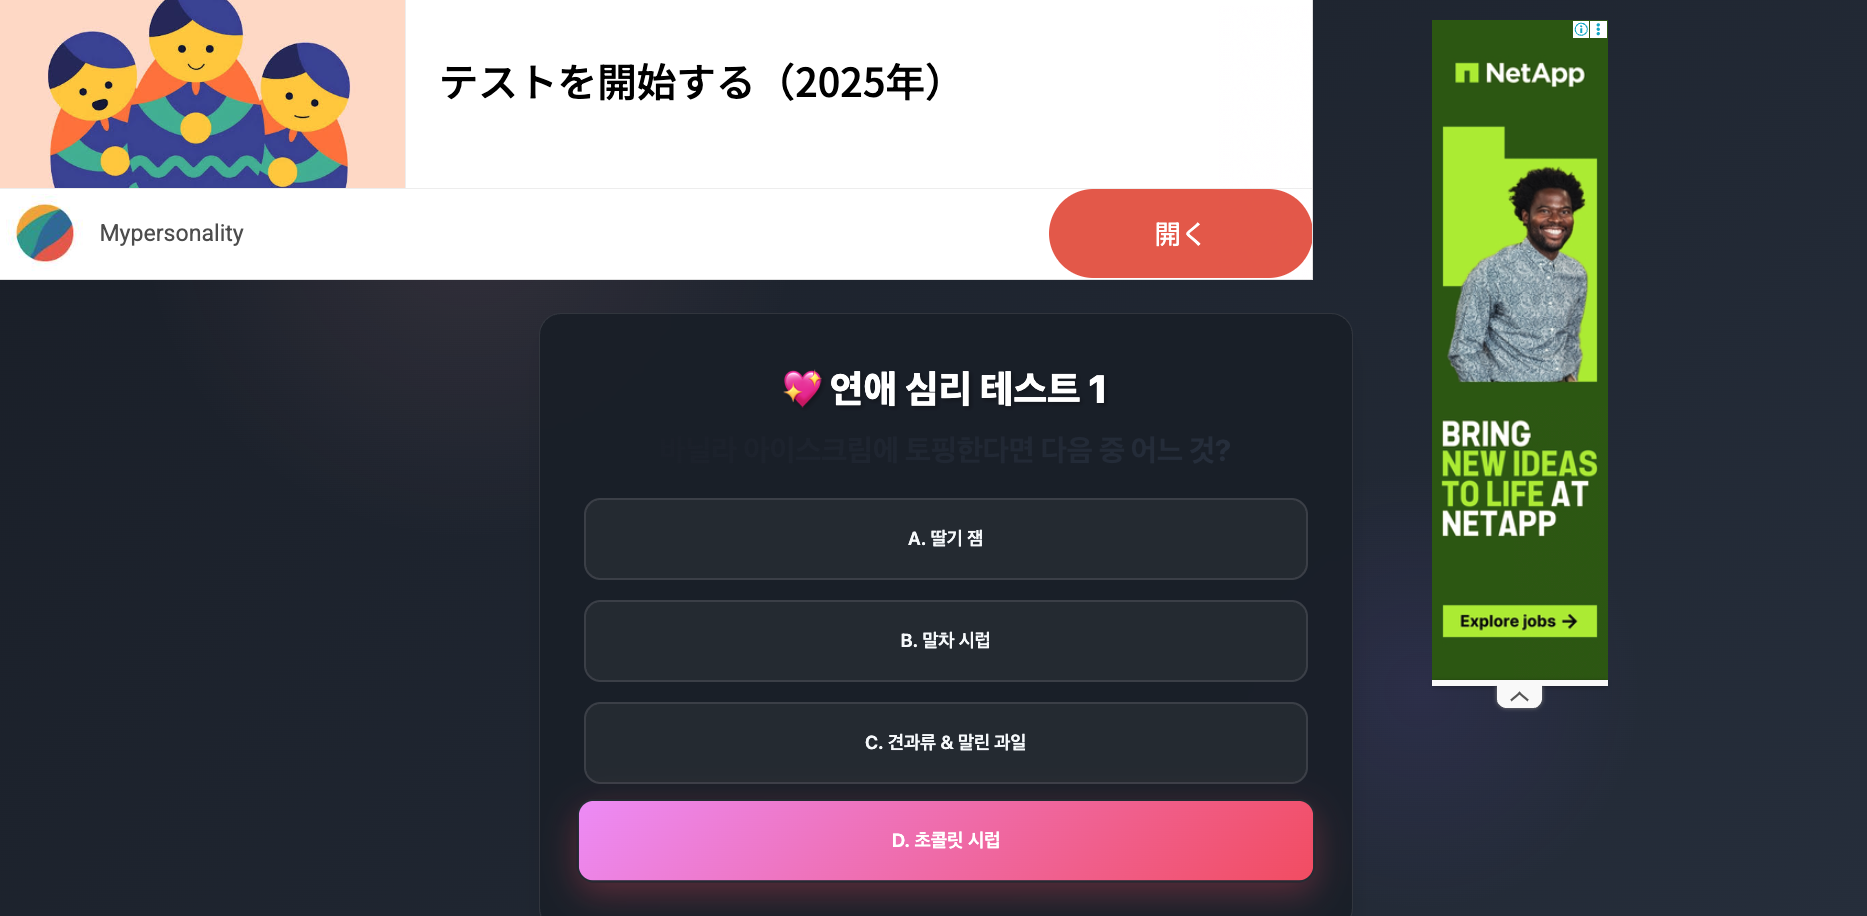 テストを開始する（2025年）
Mypersonality
開く
💖 연애 심리 테스트 1
바닐라 아이스크림에 토핑한다면 다음 중 어느 것?
A. 딸기 잼
B. 말차 시럽
C. 견과류 & 말린 과일
D. 초콜릿 시럽
NetApp
BRING
NEW IDEAS
TO LIFE AT
NETAPP
Explore jobs →